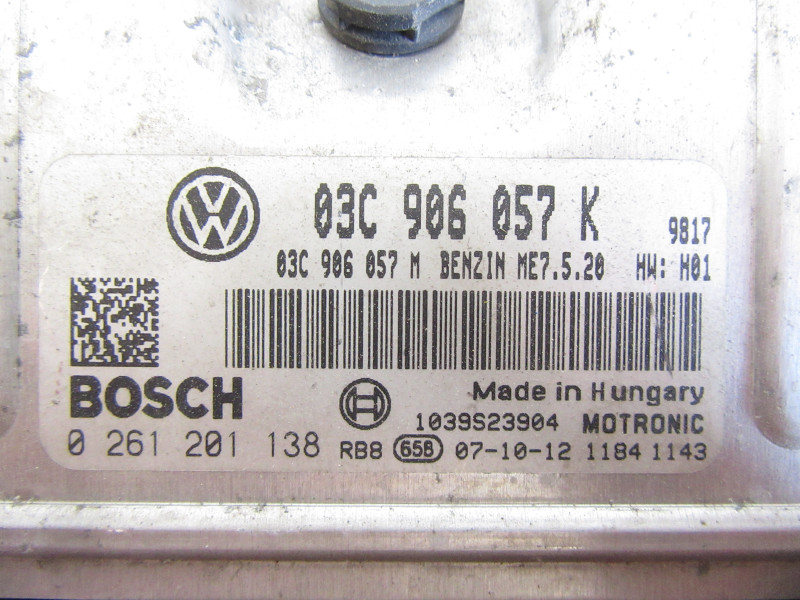 03C 906 057 K 9817
03C 906 057 M BENZIN ME7.5.20 HW: H01
BOSCH
Made in Hungary
1039S23904 MOTRONIC
0 261 201 138 RB8 65B 07-10-12 1184 1143